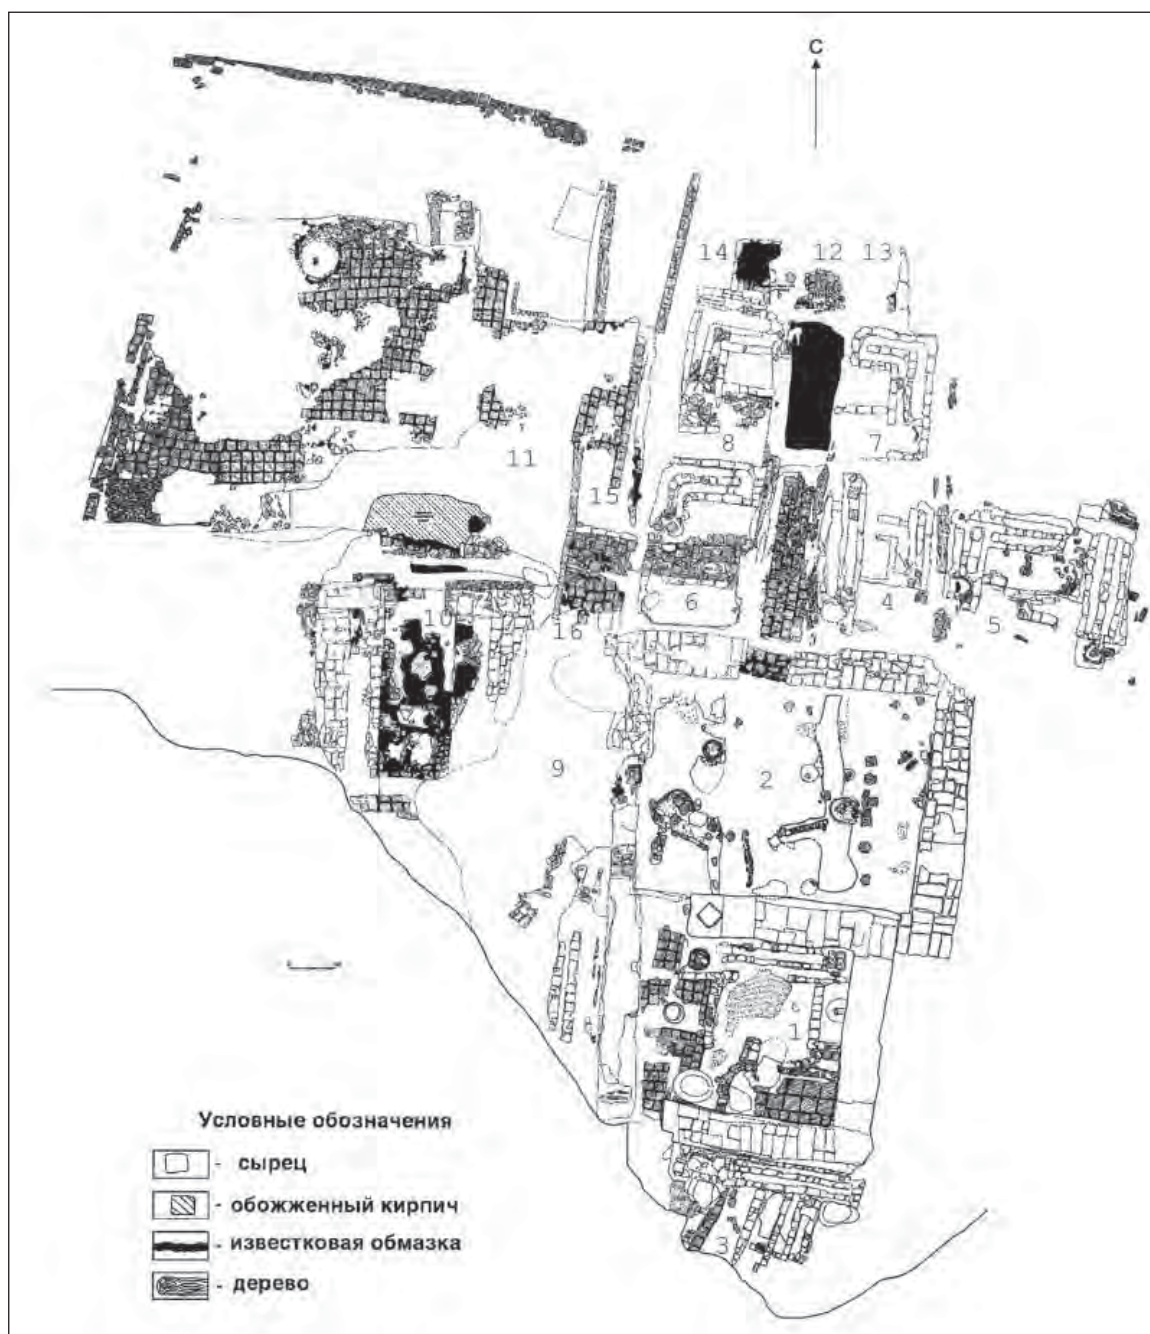 С
14 12 13
8 7
11
15
6 4 5
10 16
9 2
1
3
Условные обозначения
- сырец
- обожженный кирпич
- известковая обмазка
- дерево